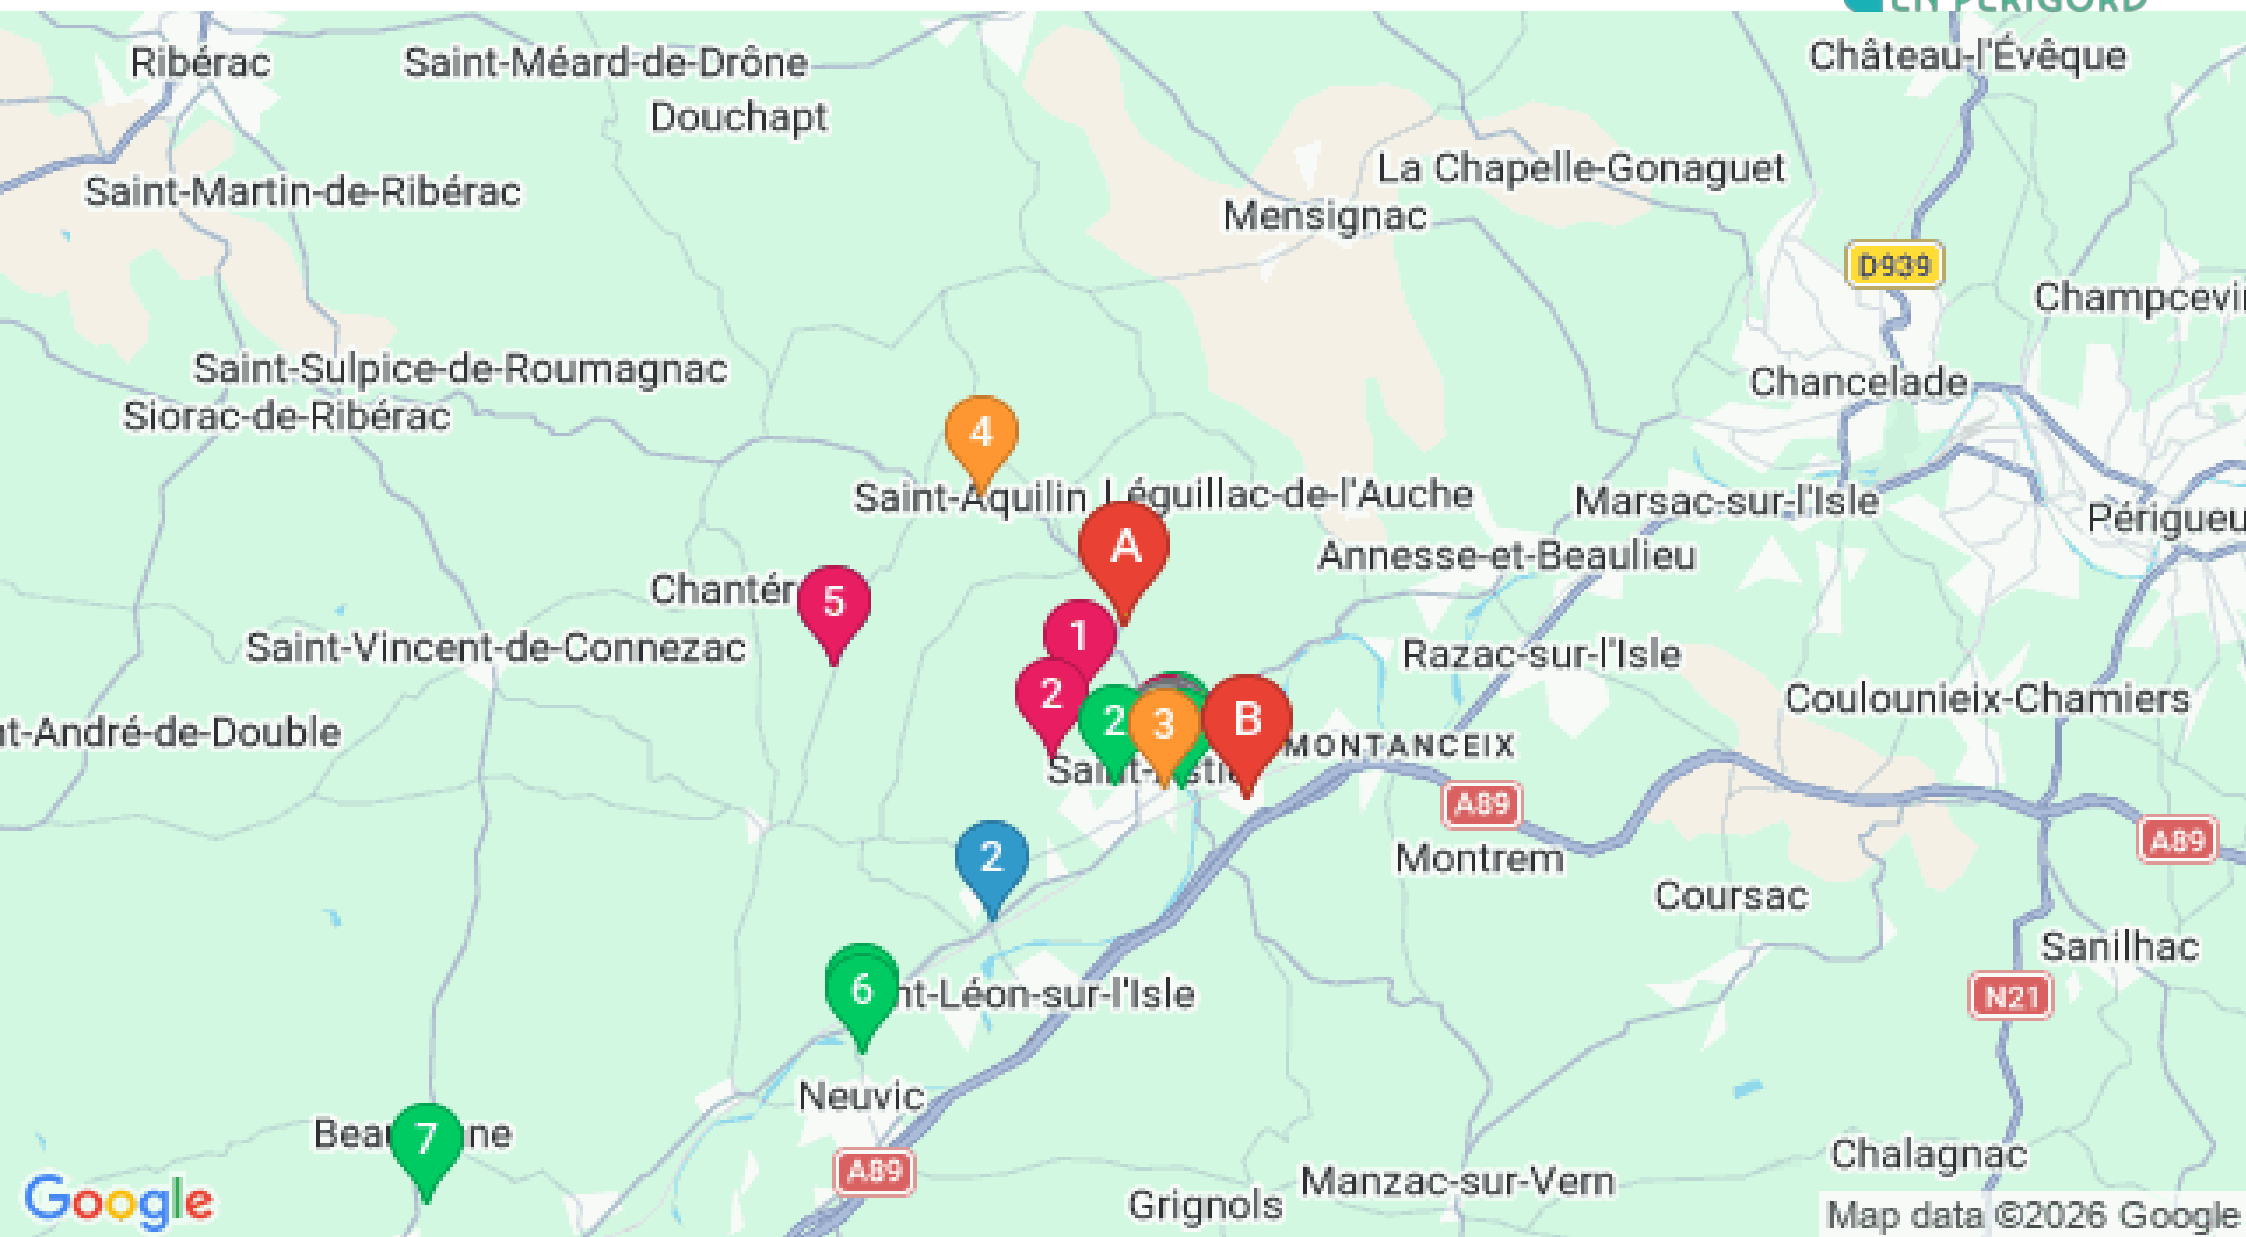 EN PÉRIGORD
Ribérac
Saint-Méard-de-Drône
Château-l'Évêque
Douchapt
La Chapelle-Gonaguet
Saint-Martin-de-Ribérac
Mensignac
D939
Champcevi
Saint-Sulpice-de-Roumagnac
Chancelade
Siorac-de-Ribérac
4
Saint-Aquilin
Léguillac-de-l'Auche
Marsac-sur-l'Isle
Périgueu
A
Annesse-et-Beaulieu
Chantér
5
1
Saint-Vincent-de-Connezac
Razac-sur-l'Isle
2
Coulounieix-Chamiers
2
3
B
nt-André-de-Double
MONTANCEIX
A89
A89
2
Montrem
Coursac
Sanilhac
6
nt-Léon-sur-l'Isle
N21
Neuvic
7
A89
Chalagnac
Manzac-sur-Vern
Grignols
Google
Map data ©2026 Google